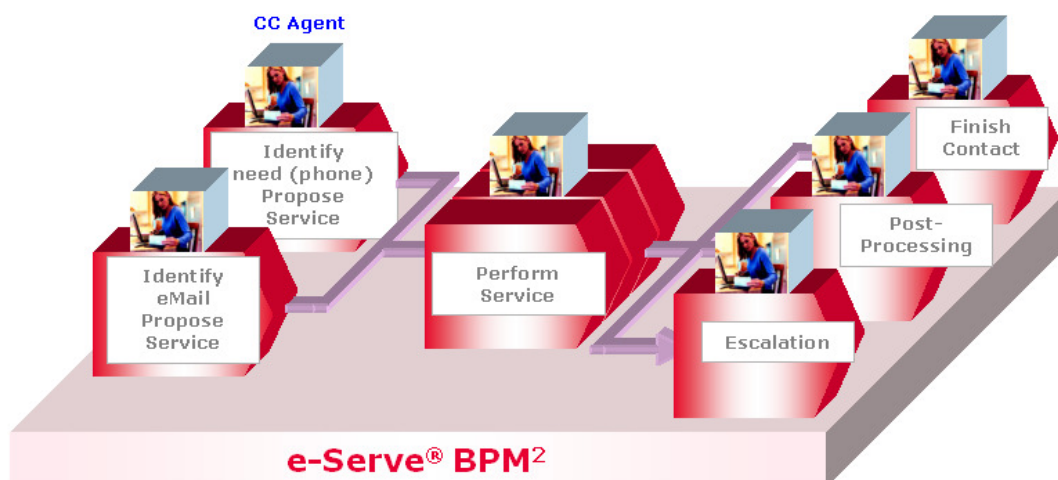 CC Agent
Identify
need (phone)
Propose
Service
Identify
eMail
Propose
Service
Perform
Service
Finish
Contact
Post-
Processing
Escalation
e-Serve® BPM²